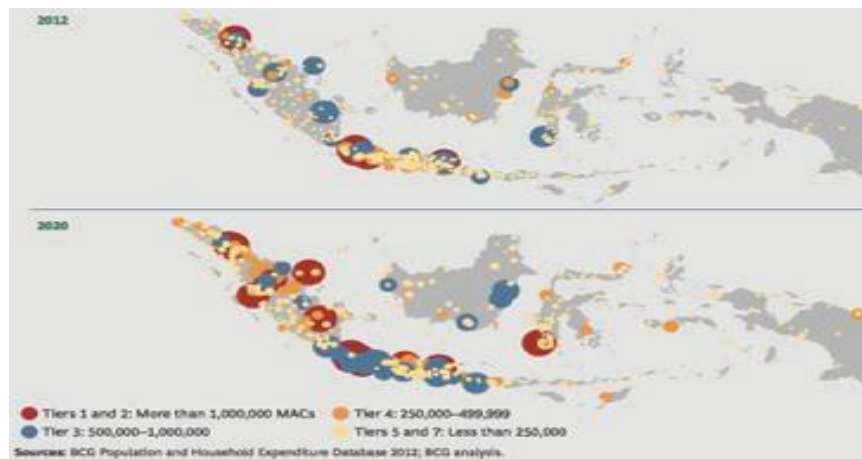 2012
2020
Tiers 1 and 2: More than 1,000,000 MACs
Tier 4: 250,000–499,999
Tier 3: 500,000–1,000,000
Tiers 5 and 7: Less than 250,000
Sources: BCG Population and Household Expenditure Database 2012; BCG analysis.